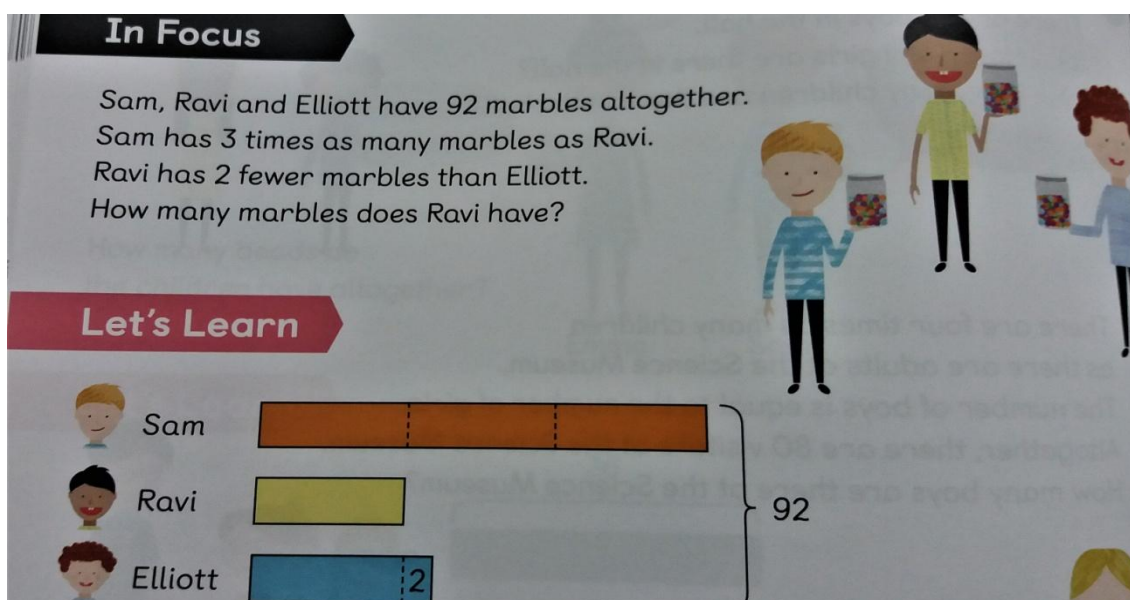 In Focus
Sam, Ravi and Elliott have 92 marbles altogether.
Sam has 3 times as many marbles as Ravi.
Ravi has 2 fewer marbles than Elliott.
How many marbles does Ravi have?
Let's Learn
Sam
Ravi
92
Elliott 2